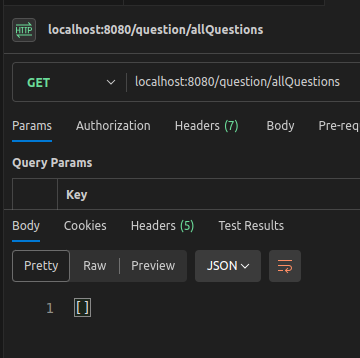 HTTP localhost:8080/question/allQuestions
GET localhost:8080/question/allQuestions
Params Authorization Headers (7) Body Pre-req
Query Params
Key
Body Cookies Headers (5) Test Results
Pretty Raw Preview JSON
1 []